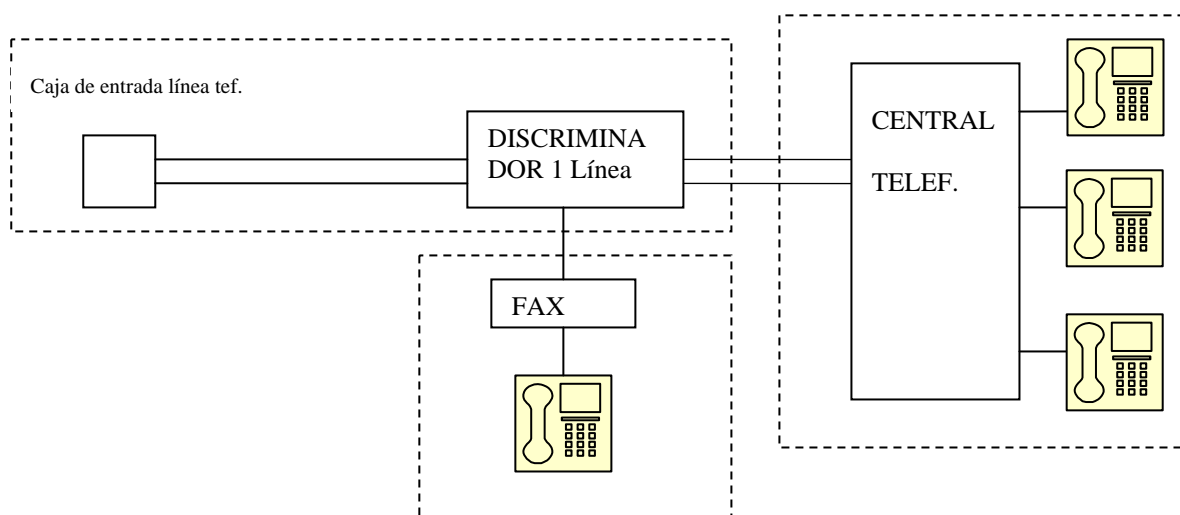 Caja de entrada línea tef.
DISCRIMINA
DOR 1 Línea
CENTRAL
TELEF.
FAX